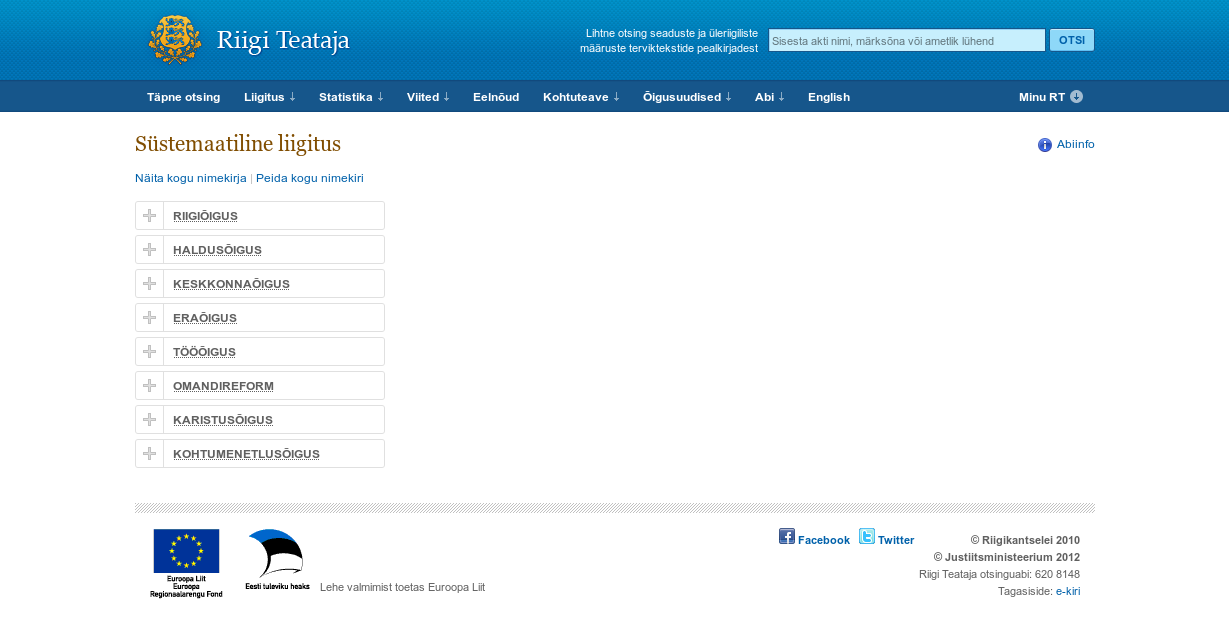 Riigi Teataja
Lihtne otsing seaduste ja üleriigiliste
määruste terviktekstide pealkirjadest
Sisesta akti nimi, märksõna või ametlik lühend
OTSI
Täpne otsing Liigitus Statistika Viited Eelnõud Kohtuteave Õigusuudised Abi English Minu RT
Süstemaatiline liigitus
Abiinfo
Näita kogu nimekirja | Peida kogu nimekiri
RIIGIÕIGUS
HALDUSÕIGUS
KESKKONNAÕIGUS
ERAÕIGUS
TÖÖÕIGUS
OMANDIREFORM
KARISTUSÕIGUS
KOHTUMENETLUSÕIGUS
Euroopa Liit
Euroopa
Regionaalarengu Fond
Eesti tuleviku heaks
Lehe valmimist toetas Euroopa Liit
Facebook Twitter
© Riigikantselei 2010
© Justiitsministeerium 2012
Riigi Teataja otsinguabi: 620 8148
Tagasiside: e-kiri